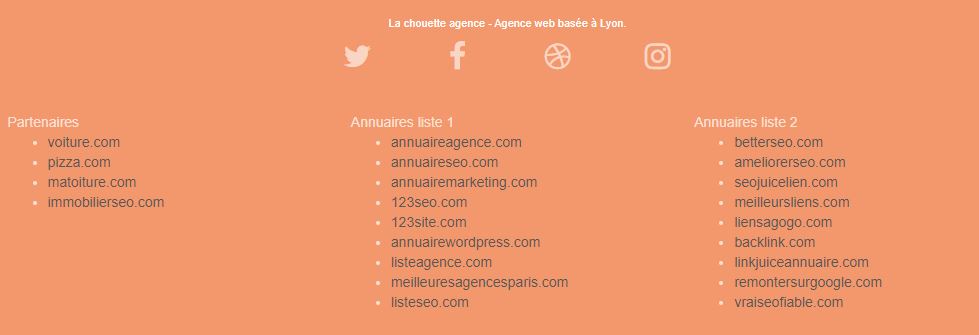 La chouette agence - Agence web basée à Lyon.
Partenaires
voiture.com
pizza.com
matoiture.com
immobilierseo.com
Annuaires liste 1
annuaireagence.com
annuaireseo.com
annuairemarketing.com
123seo.com
123site.com
annuairewordpress.com
listeagence.com
meilleuresagencesparis.com
listeseo.com
Annuaires liste 2
betterseo.com
ameliorerseo.com
seojuicelien.com
meilleursliens.com
liensagogo.com
backlink.com
linkjuiceannuaire.com
remontersurgoogle.com
vraiseofiable.com